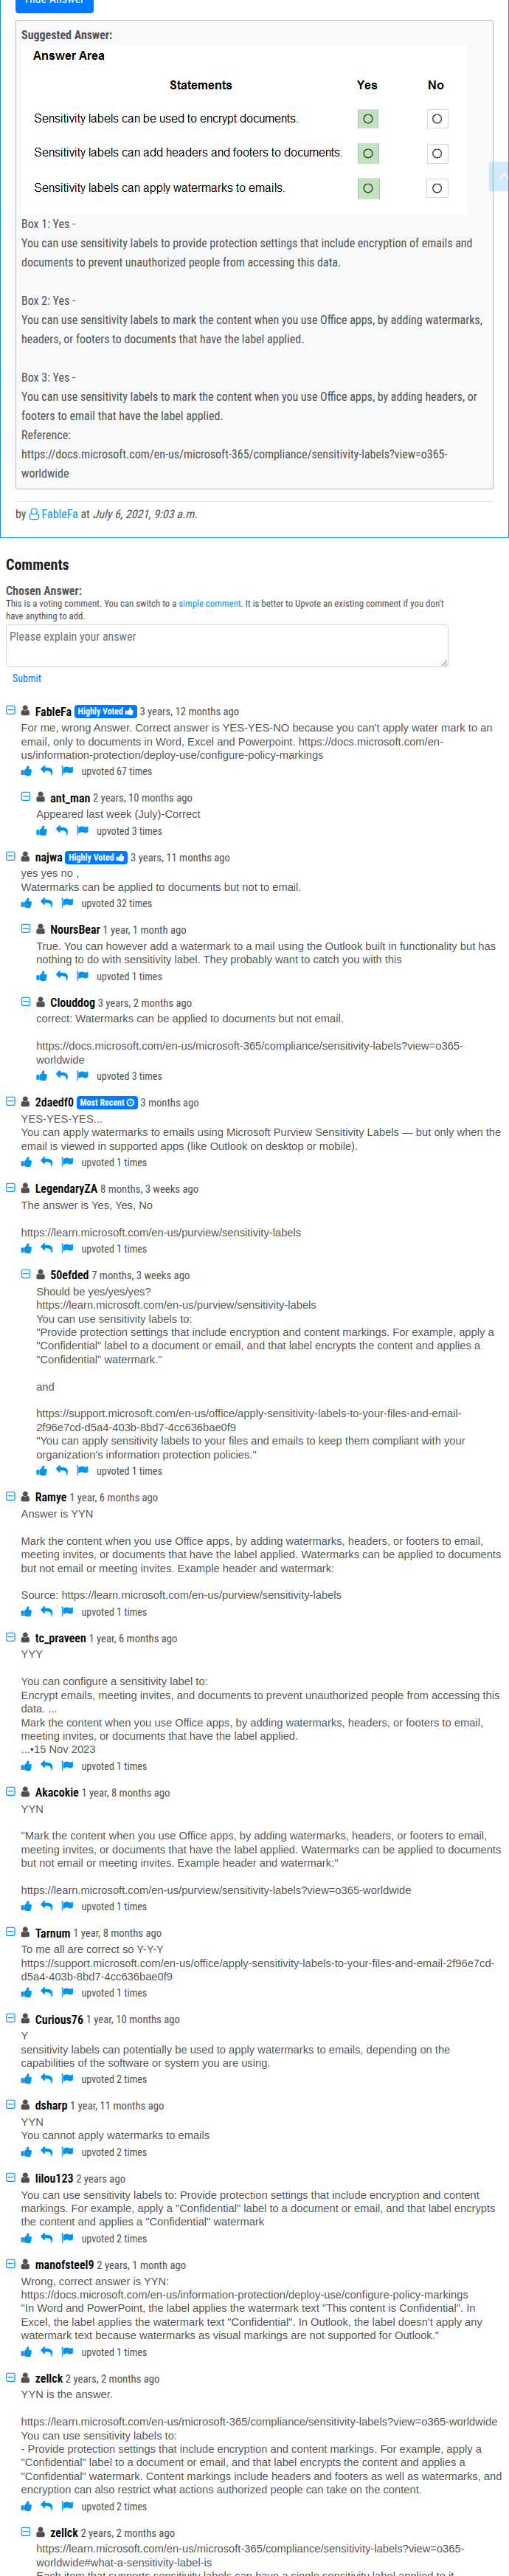 Hide Answer
Suggested Answer:
Answer Area
Statements Yes No
Sensitivity labels can be used to encrypt documents.
Sensitivity labels can add headers and footers to documents.
Sensitivity labels can apply watermarks to emails.
Box 1: Yes -
You can use sensitivity labels to provide protection settings that include encryption of emails and
documents to prevent unauthorized people from accessing this data.
Box 2: Yes -
You can use sensitivity labels to mark the content when you use Office apps, by adding watermarks,
headers, or footers to documents that have the label applied.
Box 3: Yes -
You can use sensitivity labels to mark the content when you use Office apps, by adding headers, or
footers to email that have the label applied.
Reference:
https://docs.microsoft.com/en-us/microsoft-365/compliance/sensitivity-labels?view=o365-
worldwide
by FableFa at July 6, 2021, 9:03 a.m.
Comments
Chosen Answer:
This is a voting comment. You can switch to a simple comment. It is better to Upvote an existing comment if you don't
have anything to add.
Please explain your answer
Submit
FableFa Highly Voted 3 years, 12 months ago
For me, wrong Answer. Correct answer is YES-YES-NO because you can't apply water mark to an
email, only to documents in Word, Excel and Powerpoint. https://docs.microsoft.com/en-
us/information-protection/deploy-use/configure-policy-markings
upvoted 67 times
ant_man 2 years, 10 months ago
Appeared last week (July)-Correct
upvoted 3 times
najwa Highly Voted 3 years, 11 months ago
yes yes no ,
Watermarks can be applied to documents but not to email.
upvoted 32 times
NoursBear 1 year, 1 month ago
True. You can however add a watermark to a mail using the Outlook built in functionality but has
nothing to do with sensitivity label. They probably want to catch you with this
upvoted 1 times
Clouddog 3 years, 2 months ago
correct: Watermarks can be applied to documents but not email.
https://docs.microsoft.com/en-us/microsoft-365/compliance/sensitivity-labels?view=o365-
worldwide
upvoted 3 times
2daedf0 Most Recent 3 months ago
YES-YES-YES...
You can apply watermarks to emails using Microsoft Purview Sensitivity Labels — but only when the
email is viewed in supported apps (like Outlook on desktop or mobile).
upvoted 1 times
LegendaryZA 8 months, 3 weeks ago
The answer is Yes, Yes, No
https://learn.microsoft.com/en-us/purview/sensitivity-labels
upvoted 1 times
50efded 7 months, 3 weeks ago
Should be yes/yes/yes?
https://learn.microsoft.com/en-us/purview/sensitivity-labels
You can use sensitivity labels to:
"Provide protection settings that include encryption and content markings. For example, apply a
"Confidential" label to a document or email, and that label encrypts the content and applies a
"Confidential" watermark."
and
https://support.microsoft.com/en-us/office/apply-sensitivity-labels-to-your-files-and-email-
2f96e7cd-d5a4-403b-8bd7-4cc636bae0f9
"You can apply sensitivity labels to your files and emails to keep them compliant with your
organization's information protection policies."
upvoted 1 times
Ramye 1 year, 6 months ago
Answer is YYN
Mark the content when you use Office apps, by adding watermarks, headers, or footers to email,
meeting invites, or documents that have the label applied. Watermarks can be applied to documents
but not email or meeting invites. Example header and watermark:
Source: https://learn.microsoft.com/en-us/purview/sensitivity-labels
upvoted 1 times
tc_praveen 1 year, 6 months ago
YYY
You can configure a sensitivity label to:
Encrypt emails, meeting invites, and documents to prevent unauthorized people from accessing this
data. ...
Mark the content when you use Office apps, by adding watermarks, headers, or footers to email,
meeting invites, or documents that have the label applied.
...•15 Nov 2023
upvoted 1 times
Akacokie 1 year, 8 months ago
YYN
"Mark the content when you use Office apps, by adding watermarks, headers, or footers to email,
meeting invites, or documents that have the label applied. Watermarks can be applied to documents
but not email or meeting invites. Example header and watermark:"
https://learn.microsoft.com/en-us/purview/sensitivity-labels?view=o365-worldwide
upvoted 1 times
Tarnum 1 year, 8 months ago
To me all are correct so Y-Y-Y
https://support.microsoft.com/en-us/office/apply-sensitivity-labels-to-your-files-and-email-2f96e7cd-
d5a4-403b-8bd7-4cc636bae0f9
upvoted 1 times
Curious76 1 year, 10 months ago
Y
sensitivity labels can potentially be used to apply watermarks to emails, depending on the
capabilities of the software or system you are using.
upvoted 2 times
dsharp 1 year, 11 months ago
YYN
You cannot apply watermarks to emails
upvoted 2 times
lilou123 2 years ago
You can use sensitivity labels to: Provide protection settings that include encryption and content
markings. For example, apply a "Confidential" label to a document or email, and that label encrypts
the content and applies a "Confidential" watermark
upvoted 2 times
manofsteel9 2 years, 1 month ago
Wrong, correct answer is YYN:
https://docs.microsoft.com/en-us/information-protection/deploy-use/configure-policy-markings
"In Word and PowerPoint, the label applies the watermark text "This content is Confidential". In
Excel, the label applies the watermark text "Confidential". In Outlook, the label doesn't apply any
watermark text because watermarks as visual markings are not supported for Outlook."
upvoted 1 times
zellck 2 years, 2 months ago
YYN is the answer.
https://learn.microsoft.com/en-us/microsoft-365/compliance/sensitivity-labels?view=o365-worldwide
You can use sensitivity labels to:
- Provide protection settings that include encryption and content markings. For example, apply a
"Confidential" label to a document or email, and that label encrypts the content and applies a
"Confidential" watermark. Content markings include headers and footers as well as watermarks, and
encryption can also restrict what actions authorized people can take on the content.
upvoted 2 times
zellck 2 years, 2 months ago
https://learn.microsoft.com/en-us/microsoft-365/compliance/sensitivity-labels?view=o365-
worldwide#what-a-sensitivity-label-is
Each item that supports sensitivity labels can have a single sensitivity label applied to it